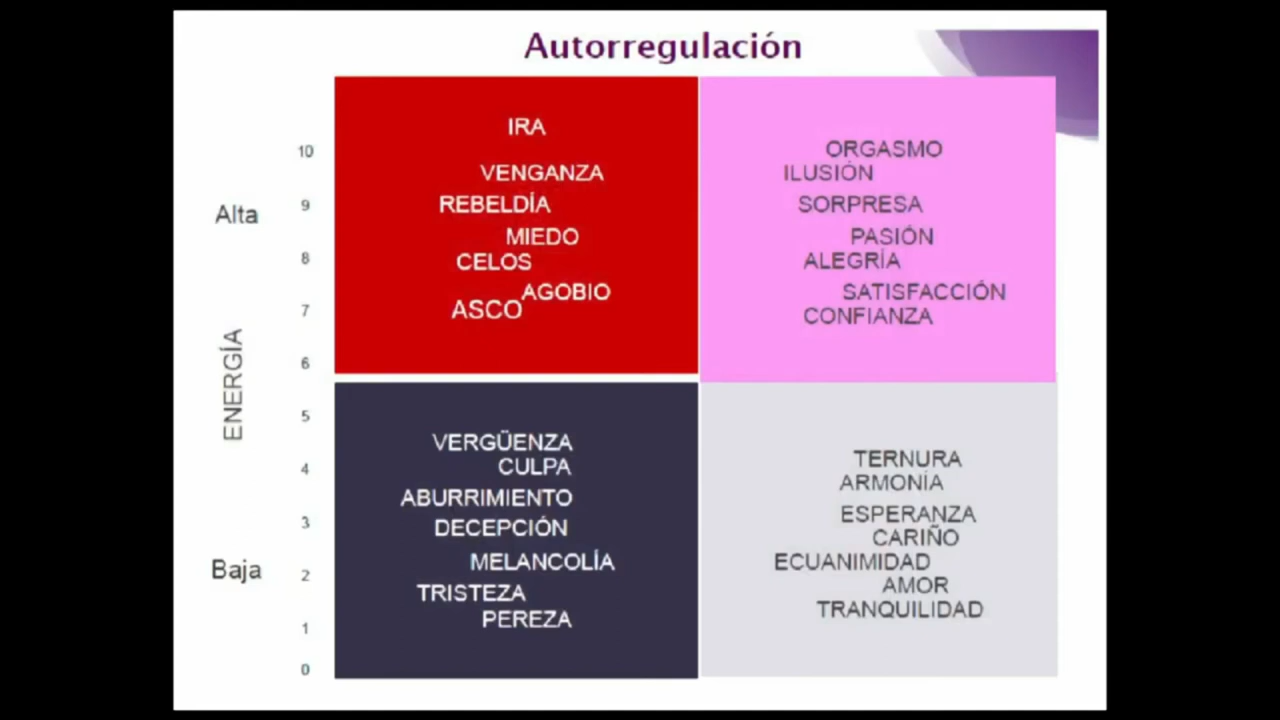 Autorregulación
10
Alta
9
8
7
ENERGÍA
6
5
4
3
Baja
2
1
0
IRA
VENGANZA
REBELDÍA
MIEDO
CELOS
AGOBIO
ASCO
ORGASMO
ILUSIÓN
SORPRESA
PASIÓN
ALEGRÍA
SATISFACCIÓN
CONFIANZA
VERGÜENZA
CULPA
ABURRIMIENTO
DECEPCIÓN
MELANCOLÍA
TRISTEZA
PEREZA
TERNURA
ARMONÍA
ESPERANZA
CARIÑO
ECUANIMIDAD
AMOR
TRANQUILIDAD